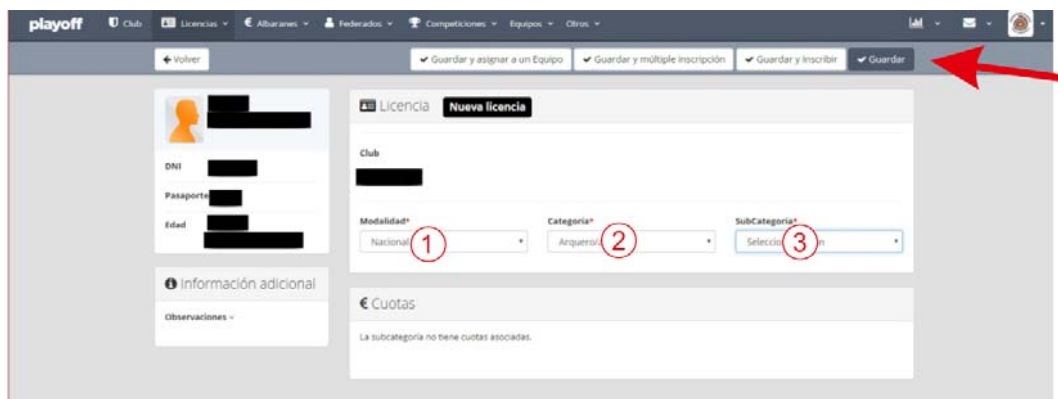 playoff Club Licencias € Albaranes Federados Competiciones Equipos Otros
Volver Guardar y asignar a un Equipo Guardar y múltiple inscripción Guardar y Inscribir Guardar
Licencia Nueva licencia
Club
DNI
Pasaporte
Edad
Modalidad* Categoría* SubCategoría*
Nacional 1 2 3
Información adicional
Observaciones
€ Cuotas
La subcategoría no tiene cuotas asociadas.